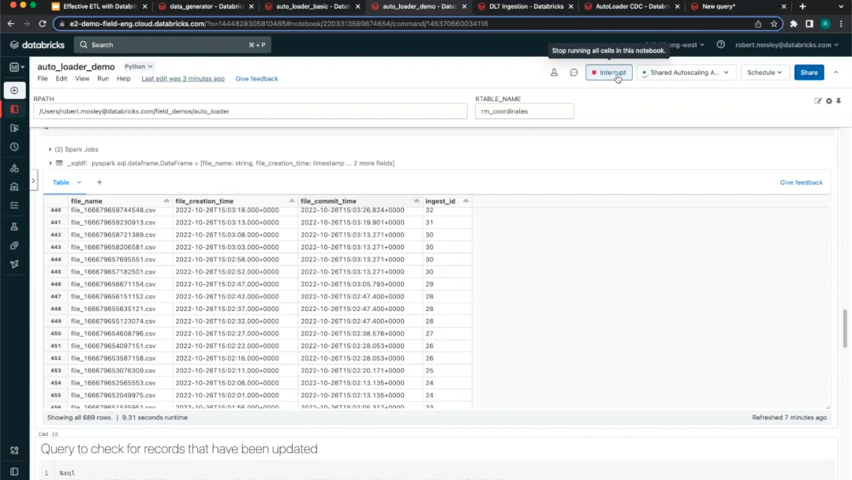 Effective ETL with Databricks
data_generator - Databricks
auto_loader_basic - Databricks
auto_loader_demo - Databricks
DLT Ingestion - Databricks
AutoLoader CDC - Databricks
New query*
e2-demo-field-eng.cloud.databricks.com/?o=1444828305810485#notebook/2203313569674654/command/145370660034116
databricks
Search
⌘+P
robert.mosley@databricks.com
Stop running all cells in this notebook.
auto_loader_demo
Python
File Edit View Run Help
Last edit was 3 minutes ago
Give feedback
Interrupt
Shared Autoscaling A...
Schedule
Share
RPATH
/Users/robert.mosley@databricks.com/field_demos/auto_loader
RTABLE_NAME
rm_coordinates
(2) Spark Jobs
_sqldf: pyspark.sql.dataframe.DataFrame = [file_name: string, file_creation_time: timestamp ... 2 more fields]
Table
+
Give feedback
file_name file_creation_time file_commit_time ingest_id
440 file_1666796597445​48.csv 2022-10-26T15:03:18.000+0000 2022-10-26T15:03:26.824+0000 32
441 file_166679659230913.csv 2022-10-26T15:03:13.000+0000 2022-10-26T15:03:19.901+0000 31
442 file_166679658721389.csv 2022-10-26T15:03:08.000+0000 2022-10-26T15:03:13.271+0000 30
443 file_166679658206581.csv 2022-10-26T15:03:03.000+0000 2022-10-26T15:03:13.271+0000 30
444 file_166679657695551.csv 2022-10-26T15:02:58.000+0000 2022-10-26T15:03:13.271+0000 30
445 file_166679657182501.csv 2022-10-26T15:02:52.000+0000 2022-10-26T15:03:13.271+0000 30
446 file_166679656671154.csv 2022-10-26T15:02:47.000+0000 2022-10-26T15:03:05.793+0000 29
447 file_166679656151152.csv 2022-10-26T15:02:42.000+0000 2022-10-26T15:02:47.400+0000 28
448 file_166679655635121.csv 2022-10-26T15:02:37.000+0000 2022-10-26T15:02:47.400+0000 28
449 file_166679655123074.csv 2022-10-26T15:02:32.000+0000 2022-10-26T15:02:47.400+0000 28
450 file_166679654608796.csv 2022-10-26T15:02:27.000+0000 2022-10-26T15:02:38.576+0000 27
451 file_166679654097151.csv 2022-10-26T15:02:22.000+0000 2022-10-26T15:02:28.053+0000 26
452 file_166679653587158.csv 2022-10-26T15:02:16.000+0000 2022-10-26T15:02:28.053+0000 26
453 file_166679653076309.csv 2022-10-26T15:02:11.000+0000 2022-10-26T15:02:20.171+0000 25
454 file_166679652565553.csv 2022-10-26T15:02:06.000+0000 2022-10-26T15:02:13.135+0000 24
455 file_166679652049975.csv 2022-10-26T15:02:01.000+0000 2022-10-26T15:02:13.135+0000 24
Showing all 689 rows. | 9.31 seconds runtime
Refreshed 7 minutes ago
Query to check for records that have been updated
1 %sql